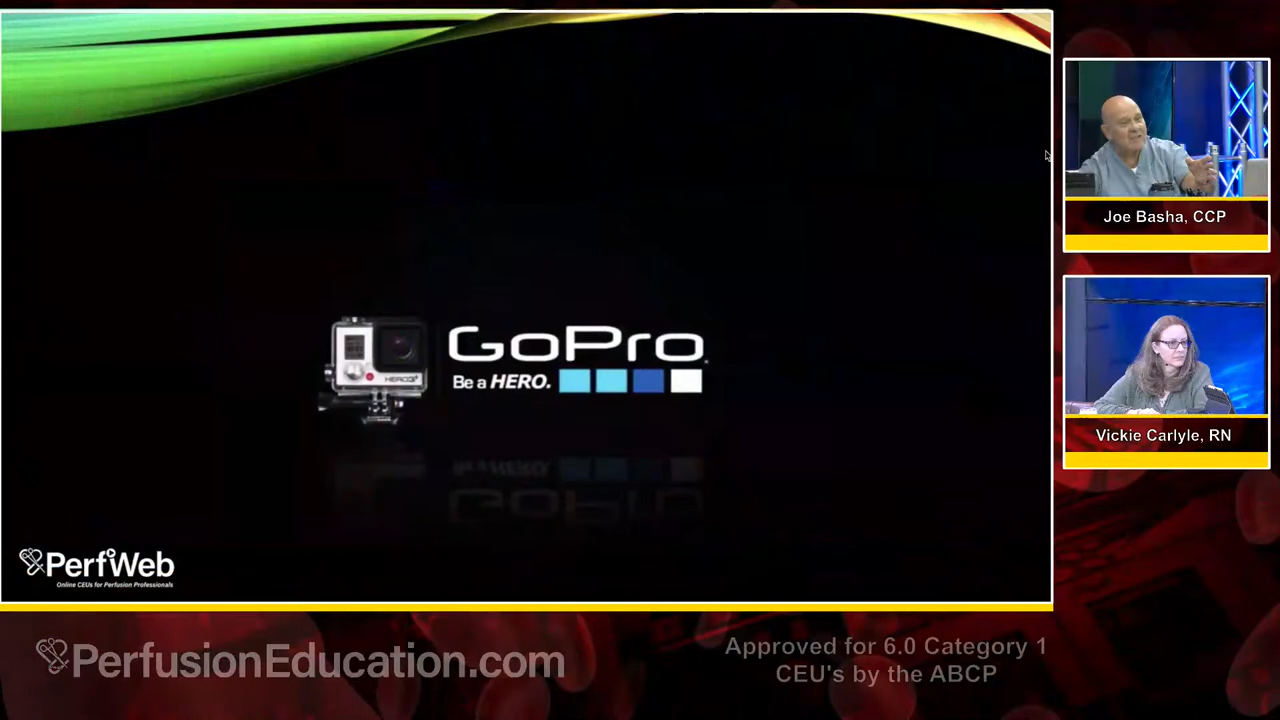 HERO3+
GoPro
Be a HERO.
PerfWeb
Online CEUs for Perfusion Professionals
Joe Basha, CCP
Vickie Carlyle, RN
PerfusionEducation.com
Approved for 6.0 Category 1
CEU's by the ABCP